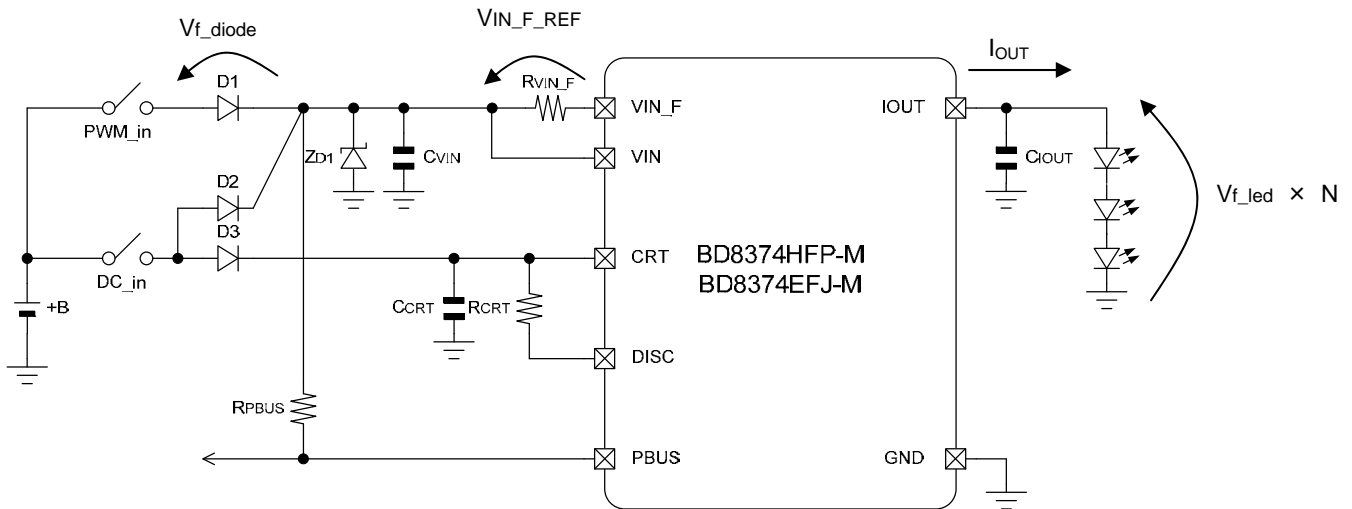 Vf_diode
VIN_F_REF
IOUT
D1
RVIN_F
VIN_F
IOUT
PWM_in
ZD1
CVIN
VIN
CIOUT
D2
Vf_led × N
D3
DC_in
CRT
BD8374HFP-M
BD8374EFJ-M
+B
CCRT
RCRT
DISC
RPBUS
PBUS
GND